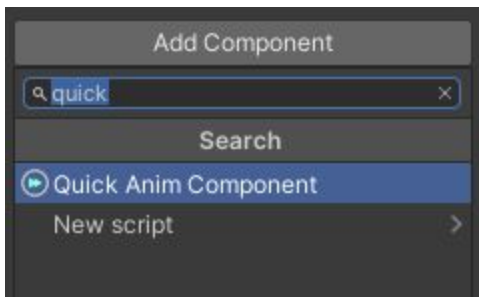 Add Component
quick
Search
Quick Anim Component
New script